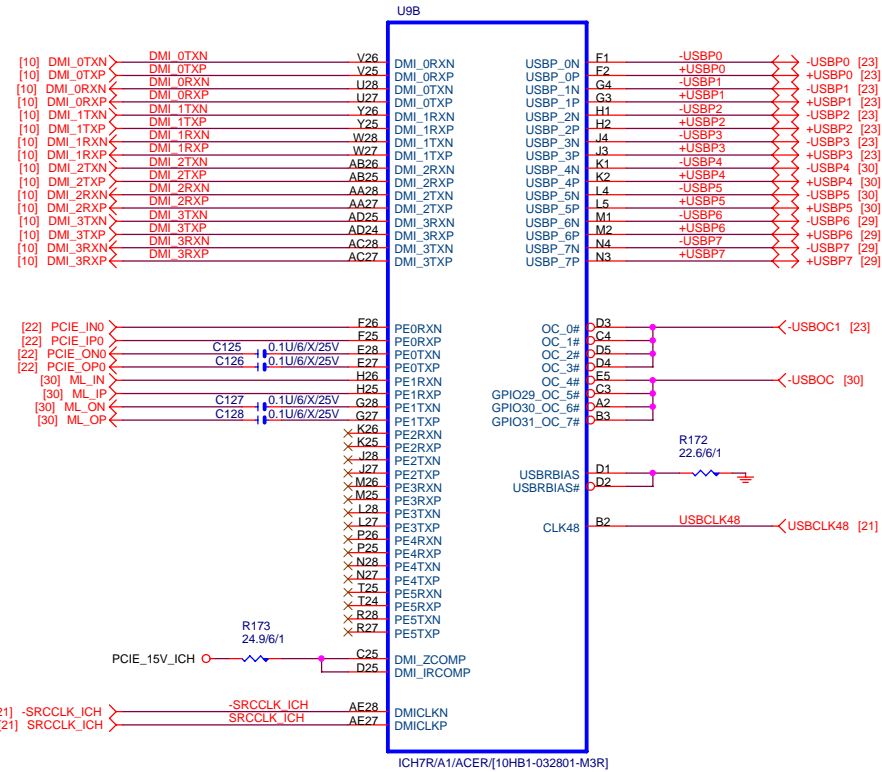 U9B
[10] DMI_0TXN DMI_0TXN V26 DMI_0RXN USBP_0N F1 -USBP0 -USBP0 [23]
[10] DMI_0TXP DMI_0TXP V25 DMI_0RXP USBP_0P F2 +USBP0 +USBP0 [23]
[10] DMI_0RXN DMI_0RXN U28 DMI_0TXN USBP_1N G4 -USBP1 -USBP1 [23]
[10] DMI_0RXP DMI_0RXP U27 DMI_0TXP USBP_1P G3 +USBP1 +USBP1 [23]
[10] DMI_1TXN DMI_1TXN Y26 DMI_1RXN USBP_2N H1 -USBP2 -USBP2 [23]
[10] DMI_1TXP DMI_1TXP Y25 DMI_1RXP USBP_2P H2 +USBP2 +USBP2 [23]
[10] DMI_1RXN DMI_1RXN W28 DMI_1TXN USBP_3N J4 -USBP3 -USBP3 [23]
[10] DMI_1RXP DMI_1RXP W27 DMI_1TXP USBP_3P J3 +USBP3 +USBP3 [23]
[10] DMI_2TXN DMI_2TXN AB26 DMI_2RXN USBP_4N K1 -USBP4 -USBP4 [30]
[10] DMI_2TXP DMI_2TXP AB25 DMI_2RXP USBP_4P K2 +USBP4 +USBP4 [30]
[10] DMI_2RXN DMI_2RXN AA28 DMI_2TXN USBP_5N L4 -USBP5 -USBP5 [30]
[10] DMI_2RXP DMI_2RXP AA27 DMI_2TXP USBP_5P L5 +USBP5 +USBP5 [30]
[10] DMI_3TXN DMI_3TXN AD25 DMI_3RXN USBP_6N M1 -USBP6 -USBP6 [29]
[10] DMI_3TXP DMI_3TXP AD24 DMI_3RXP USBP_6P M2 +USBP6 +USBP6 [29]
[10] DMI_3RXN DMI_3RXN AC28 DMI_3TXN USBP_7N N4 -USBP7 -USBP7 [29]
[10] DMI_3RXP DMI_3RXP AC27 DMI_3TXP USBP_7P N3 +USBP7 +USBP7 [29]
[22] PCIE_IN0 F26 PE0RXN OC_0# D3 -USBOC1 [23]
[22] PCIE_IP0 F25 PE0RXP OC_1# C4
[22] PCIE_ON0 C125 0.1U/6/X/25V E28 PE0TXN OC_2# D5
[22] PCIE_OP0 C126 0.1U/6/X/25V E27 PE0TXP OC_3# D4
[30] ML_IN H26 PE1RXN OC_4# E5 -USBOC [30]
[30] ML_IP H25 PE1RXP GPIO29_OC_5# C3
[30] ML_ON C127 0.1U/6/X/25V G28 PE1TXN GPIO30_OC_6# A2
[30] ML_OP C128 0.1U/6/X/25V G27 PE1TXP GPIO31_OC_7# B3
K26 PE2RXN
K25 PE2RXP
J28 PE2TXN
R172
22.6/6/1
J27 PE2TXP USBRBIAS D1
M26 PE3RXN USBRBIAS# D2
M25 PE3RXP
L28 PE3TXN
L27 PE3TXP CLK48 B2 USBCLK48 USBCLK48 [21]
P26 PE4RXN
P25 PE4RXP
N28 PE4TXN
N27 PE4TXP
T25 PE5RXN
T24 PE5RXP
R28 PE5TXN
R27 PE5TXP
R173
24.9/6/1
PCIE_15V_ICH C25 DMI_ZCOMP
D25 DMI_IRCOMP
21] -SRCCLK_ICH -SRCCLK_ICH AE28 DMICLKN
[21] SRCCLK_ICH SRCCLK_ICH AE27 DMICLKP
ICH7R/A1/ACER/[10HB1-032801-M3R]